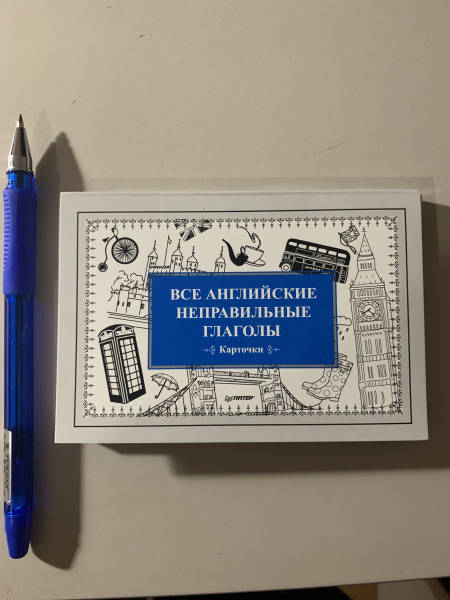 ВСЕ АНГЛИЙСКИЕ
НЕПРАВИЛЬНЫЕ
ГЛАГОЛЫ
Карточки
ПИТЕР